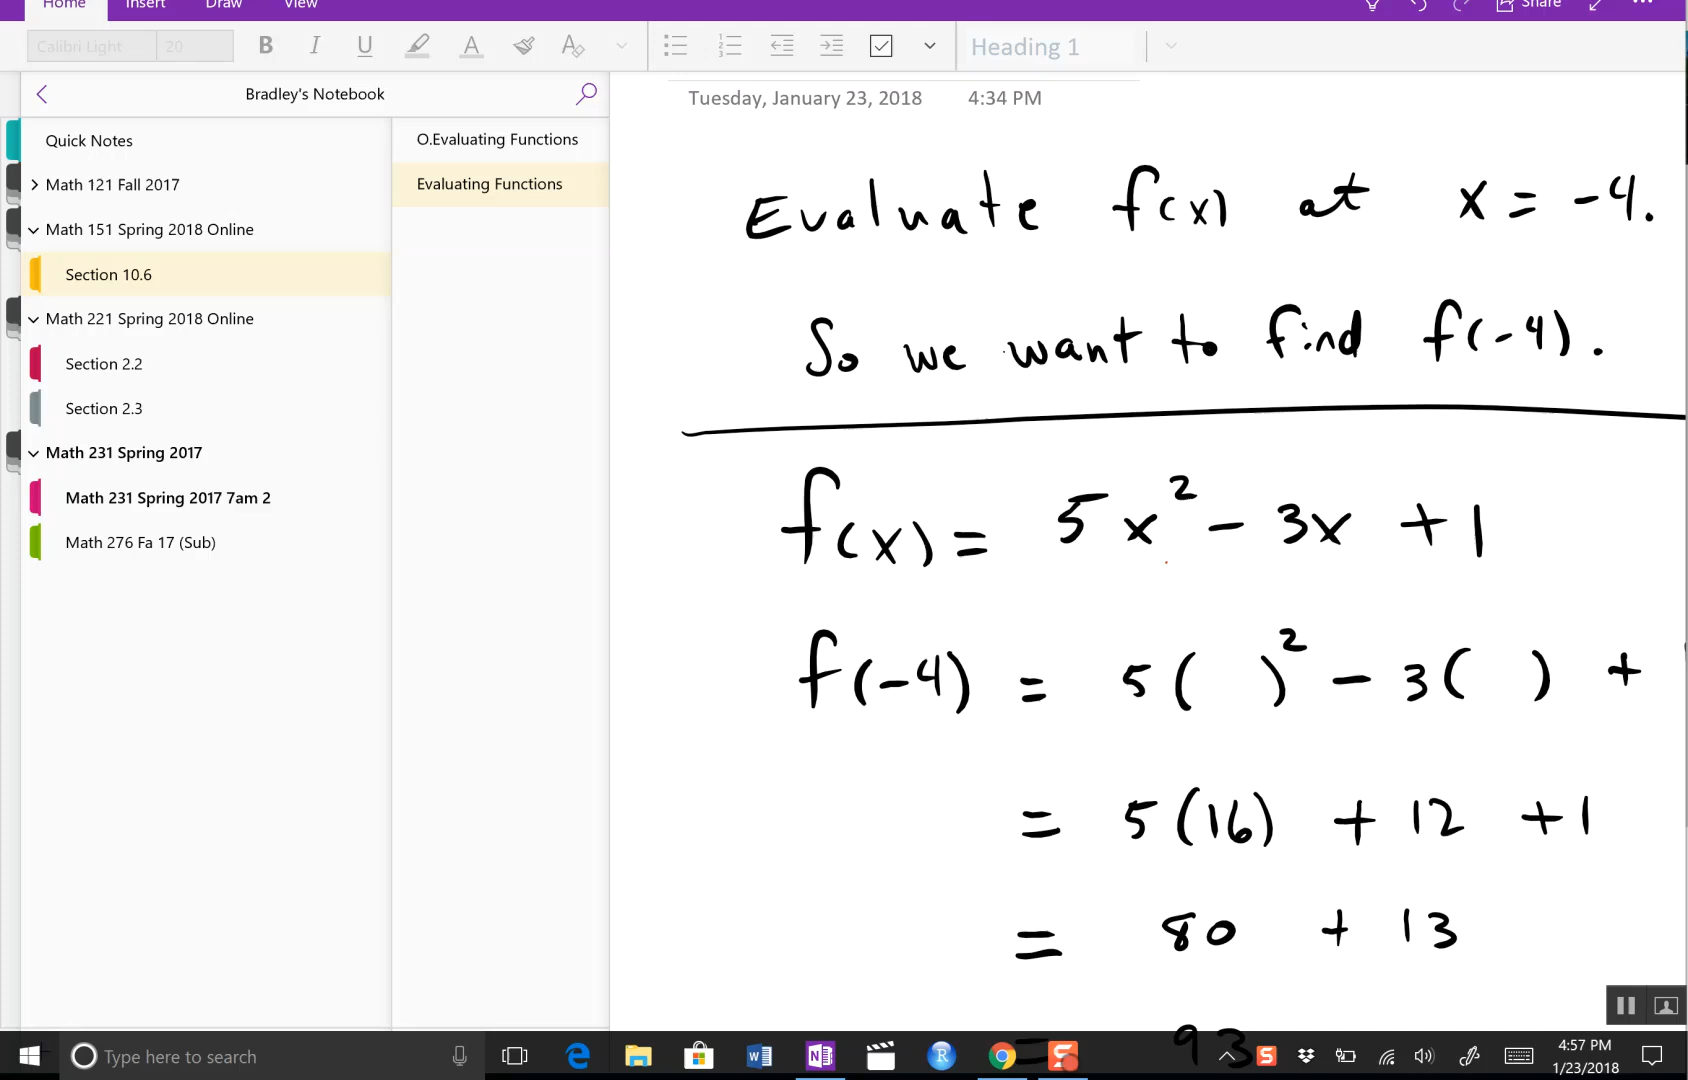 Home Insert Draw View Share
Calibri Light 20 B I U A Heading 1
Bradley's Notebook
Quick Notes
Math 121 Fall 2017
Math 151 Spring 2018 Online
Section 10.6
Math 221 Spring 2018 Online
Section 2.2
Section 2.3
Math 231 Spring 2017
Math 231 Spring 2017 7am 2
Math 276 Fa 17 (Sub)
O.Evaluating Functions
Evaluating Functions
Tuesday, January 23, 2018 4:34 PM
Evaluate f(x) at x = -4.
So we want to find f(-4).
f(x) = 5x² - 3x + 1
f(-4) = 5( )² - 3( ) +
= 5(16) + 12 + 1
= 80 + 13
= 93
Type here to search
4:57 PM
1/23/2018